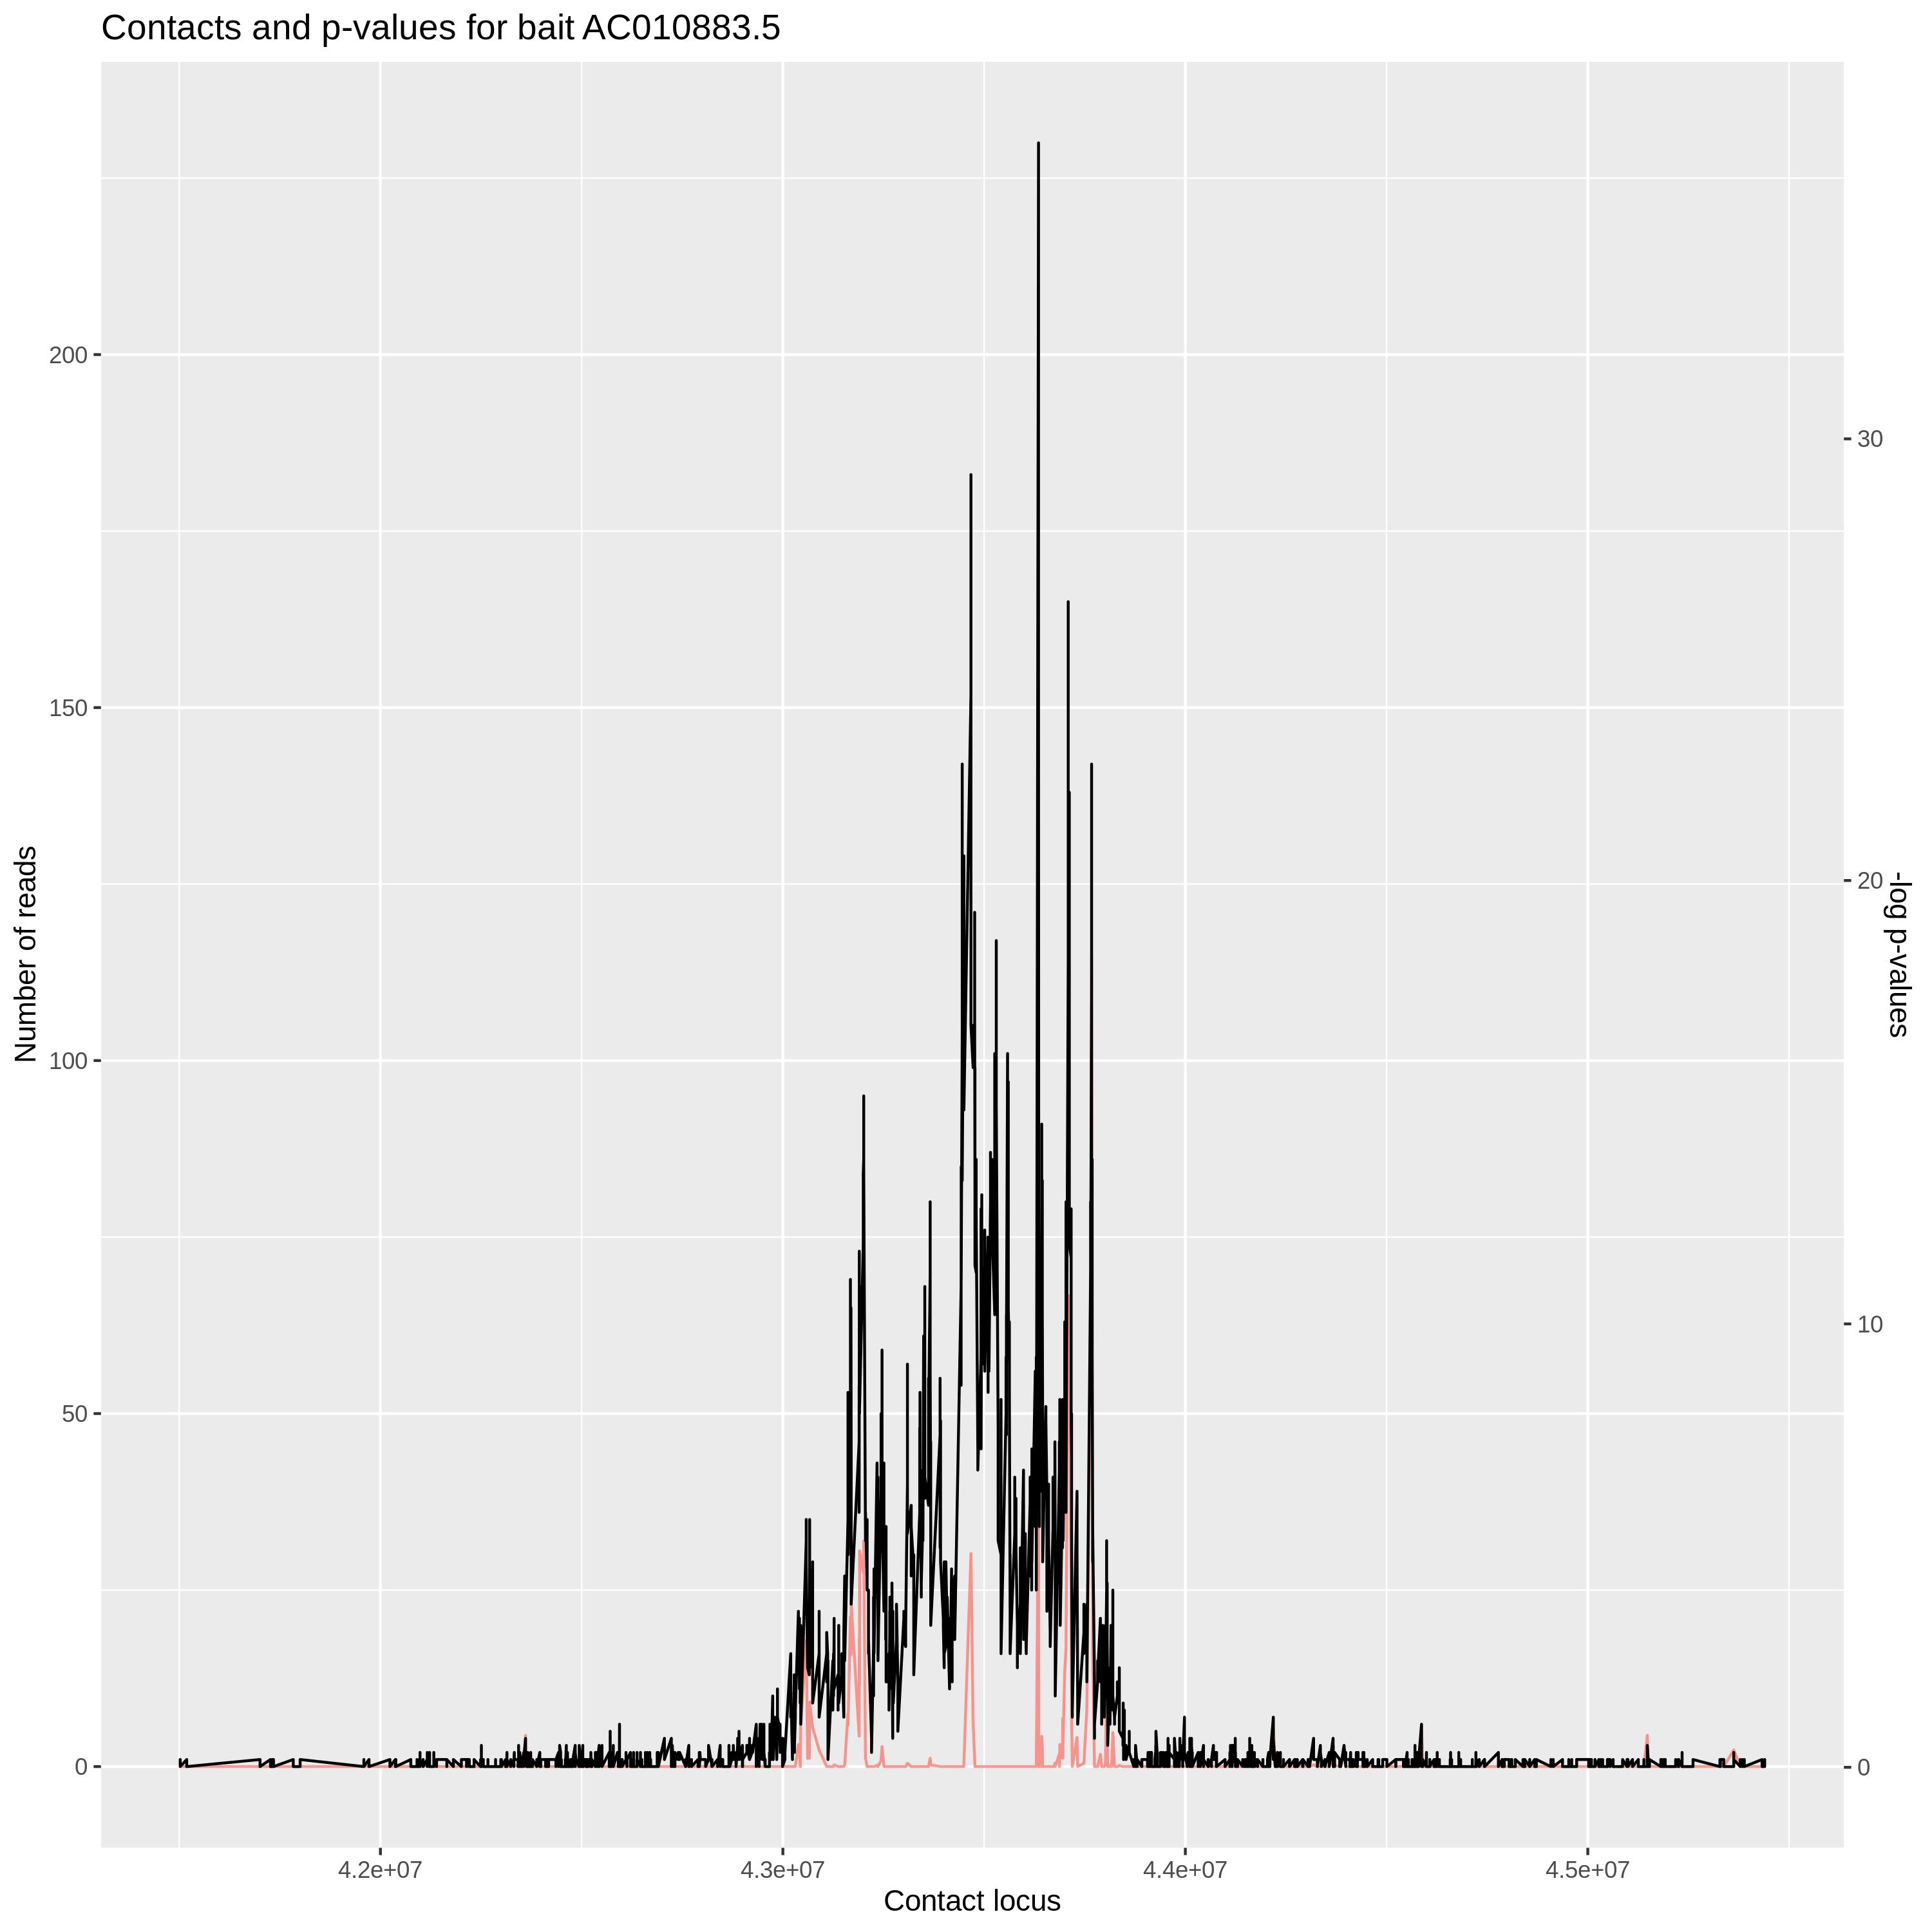 Contacts and p-values for bait AC010883.5
200
150
100
50
0
Number of reads
30
20
10
0
-log p-values
4.2e+07
4.3e+07
4.4e+07
4.5e+07
Contact locus